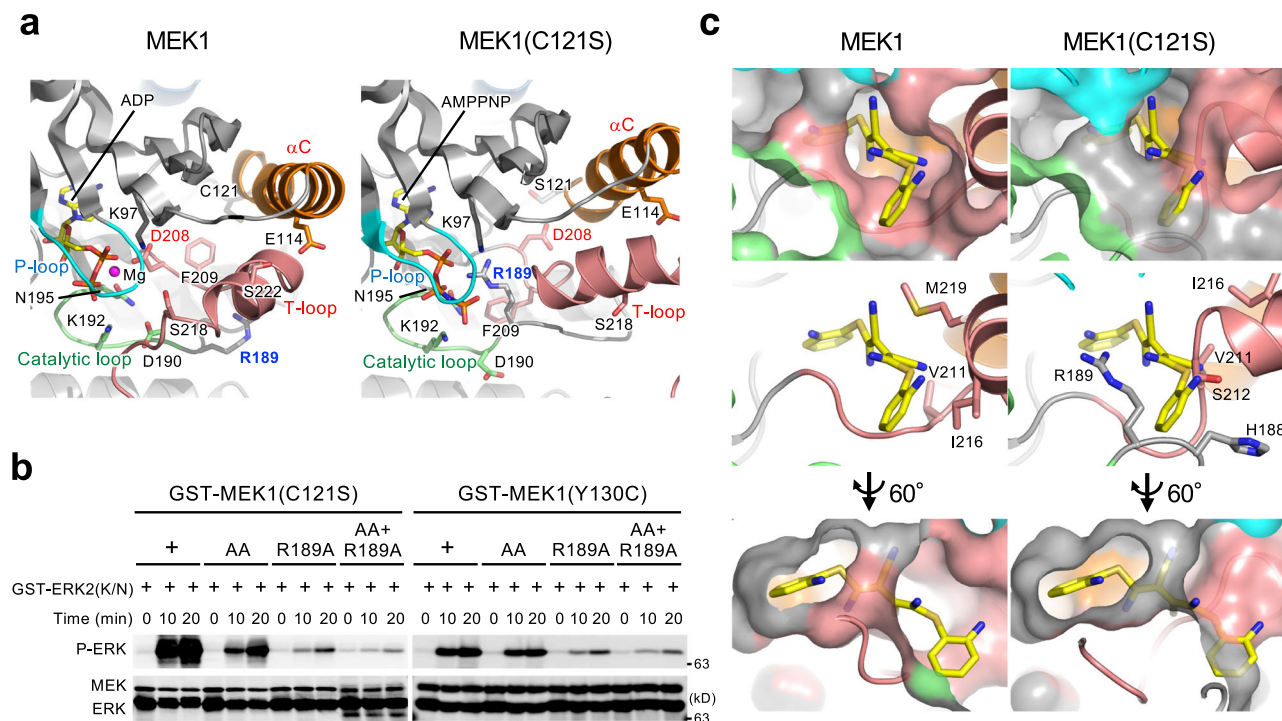 a
MEK1
MEK1(C121S)
ADP
AMPPNP
αC
αC
C121
S121
K97
K97
E114
E114
D208
D208
P-loop
Mg
F209
P-loop
R189
S222
N195
T-loop
N195
T-loop
K192
S218
K192
F209
S218
Catalytic loop
D190
R189
Catalytic loop
D190
b
GST-MEK1(C121S)
GST-MEK1(Y130C)
+ AA R189A AA+ R189A + AA R189A AA+ R189A
GST-ERK2(K/N) + + + + + + + + + + + + + + + + + + + + + + + +
Time (min) 0 10 20 0 10 20 0 10 20 0 10 20 0 10 20 0 10 20 0 10 20 0 10 20
P-ERK
63
MEK
(kD)
ERK
63
c
MEK1
MEK1(C121S)
M219
I216
V211
R189
V211
S212
I216
H188
60°
60°